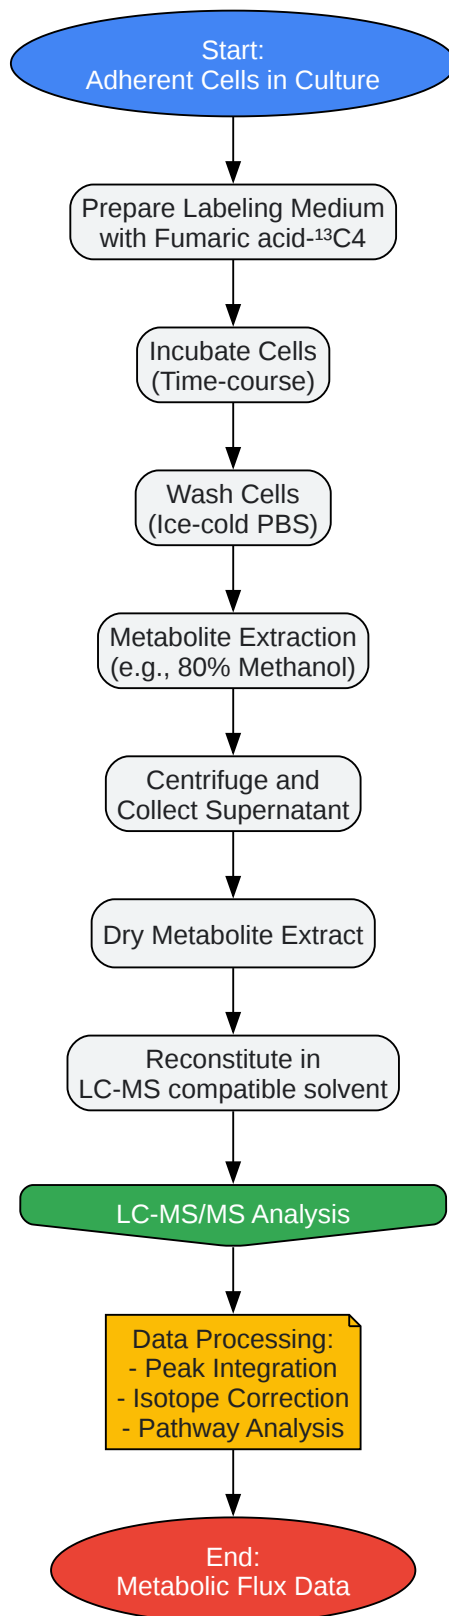 Start:
Adherent Cells in Culture
Prepare Labeling Medium
with Fumaric acid-¹³C4
Incubate Cells
(Time-course)
Wash Cells
(Ice-cold PBS)
Metabolite Extraction
(e.g., 80% Methanol)
Centrifuge and
Collect Supernatant
Dry Metabolite Extract
Reconstitute in
LC-MS compatible solvent
LC-MS/MS Analysis
Data Processing:
- Peak Integration
- Isotope Correction
- Pathway Analysis
End:
Metabolic Flux Data